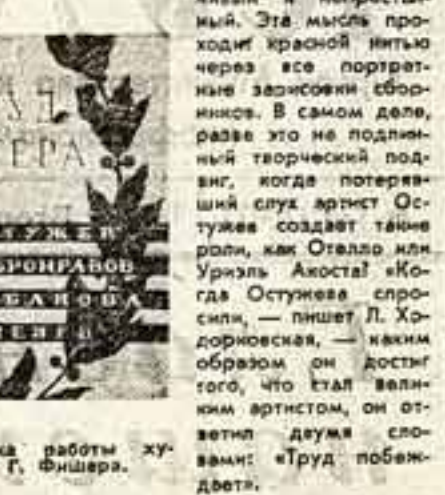 ный. Эта мысль про-
ходит красной нитью
через все портрет-
ные зарисовки сбор-
ников. В самом деле,
разве это не подлин-
ный творческий под-
виг, когда потеряв-
ший слух артист Ос-
тужев создает такие
роли, как Отелло или
Уриэль Акоста? «Ко-
гда Остужева спро-
сили, — пишет Л. Хо-
дорковская, — каким
образом он достиг
того, что стал вели-
ким артистом, он от-
ветил двумя сло-
вами: «Труд побеж-
дает».
ТЕРА
ТУЖЕВ
БРОНРАВОВ
БАНОВА
ка работы ху-
Г. Фишера.